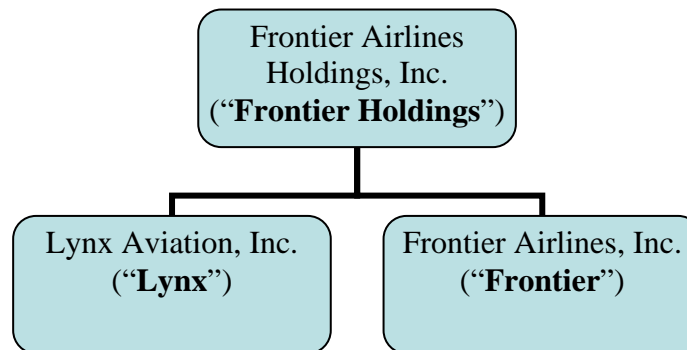 Frontier Airlines
Holdings, Inc.
(“Frontier Holdings”)
Lynx Aviation, Inc.
(“Lynx”)
Frontier Airlines, Inc.
(“Frontier”)